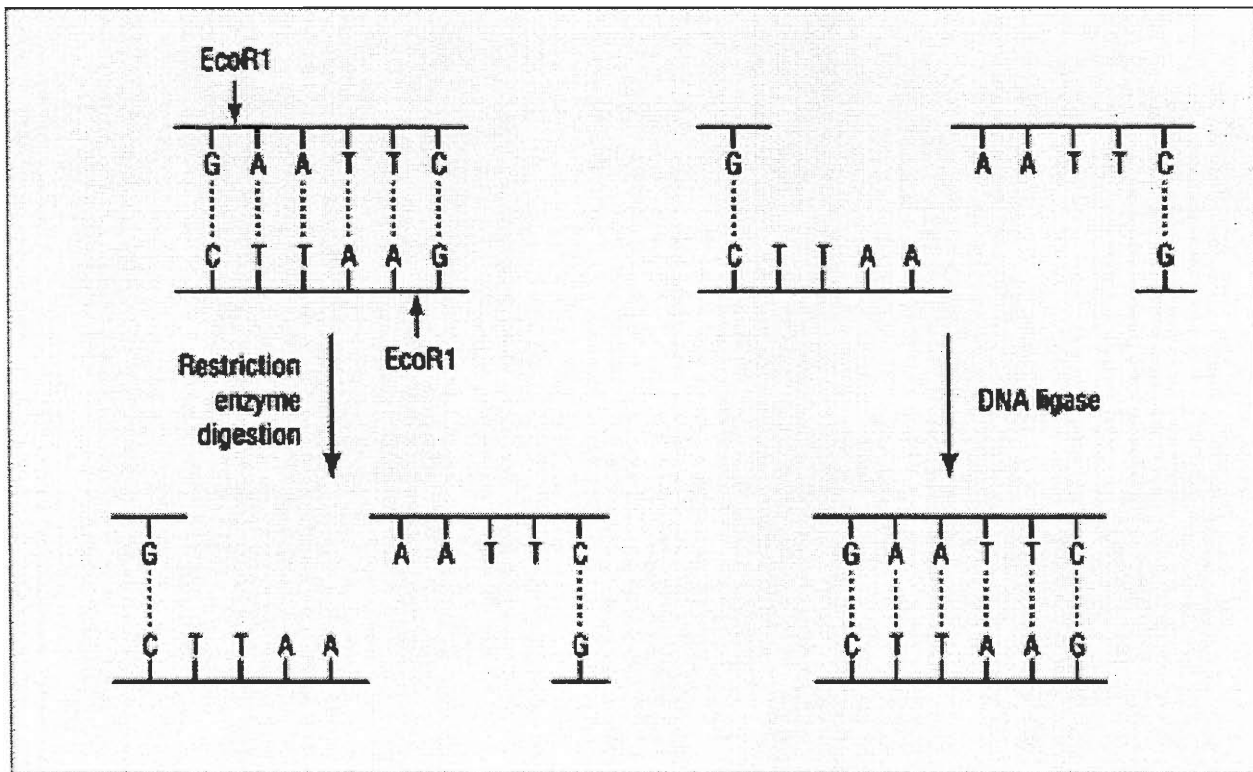 EcoR1
G A A T T C
C T T A A G
EcoR1
Restriction
enzyme
digestion
G A A T T C
C T T A A G
G A A T T C
C T T A A G
DNA ligase
G A A T T C
C T T A A G